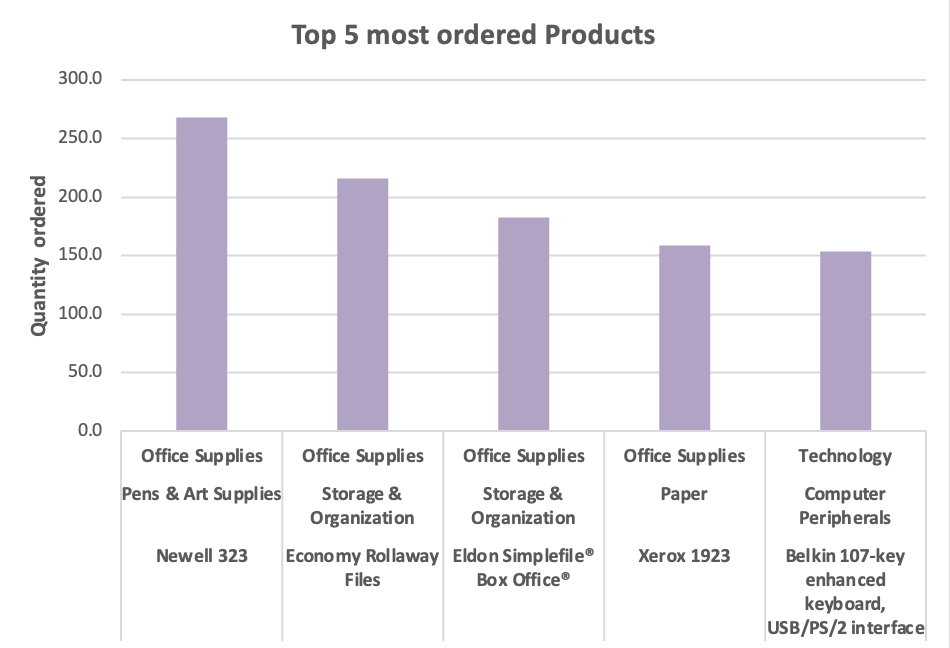 Top 5 most ordered Products
300.0
250.0
200.0
150.0
100.0
50.0
0.0
Quantity ordered
Office Supplies
Pens & Art Supplies
Newell 323
Office Supplies
Storage &
Organization
Economy Rollaway
Files
Office Supplies
Storage &
Organization
Eldon Simplefile®
Box Office®
Office Supplies
Paper
Xerox 1923
Technology
Computer
Peripherals
Belkin 107-key
enhanced
keyboard,
USB/PS/2 interface